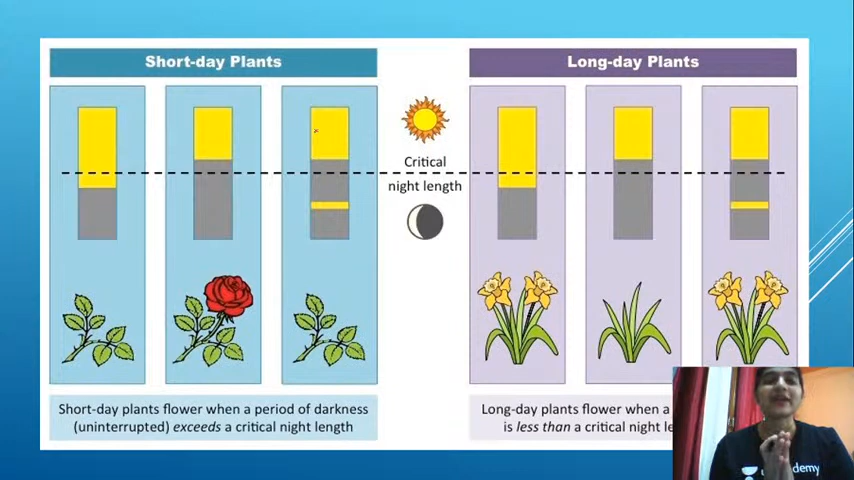 Short-day Plants
Long-day Plants
Critical
night length
Short-day plants flower when a period of darkness
(uninterrupted) exceeds a critical night length
Long-day plants flower when a
is less than a critical night
demy